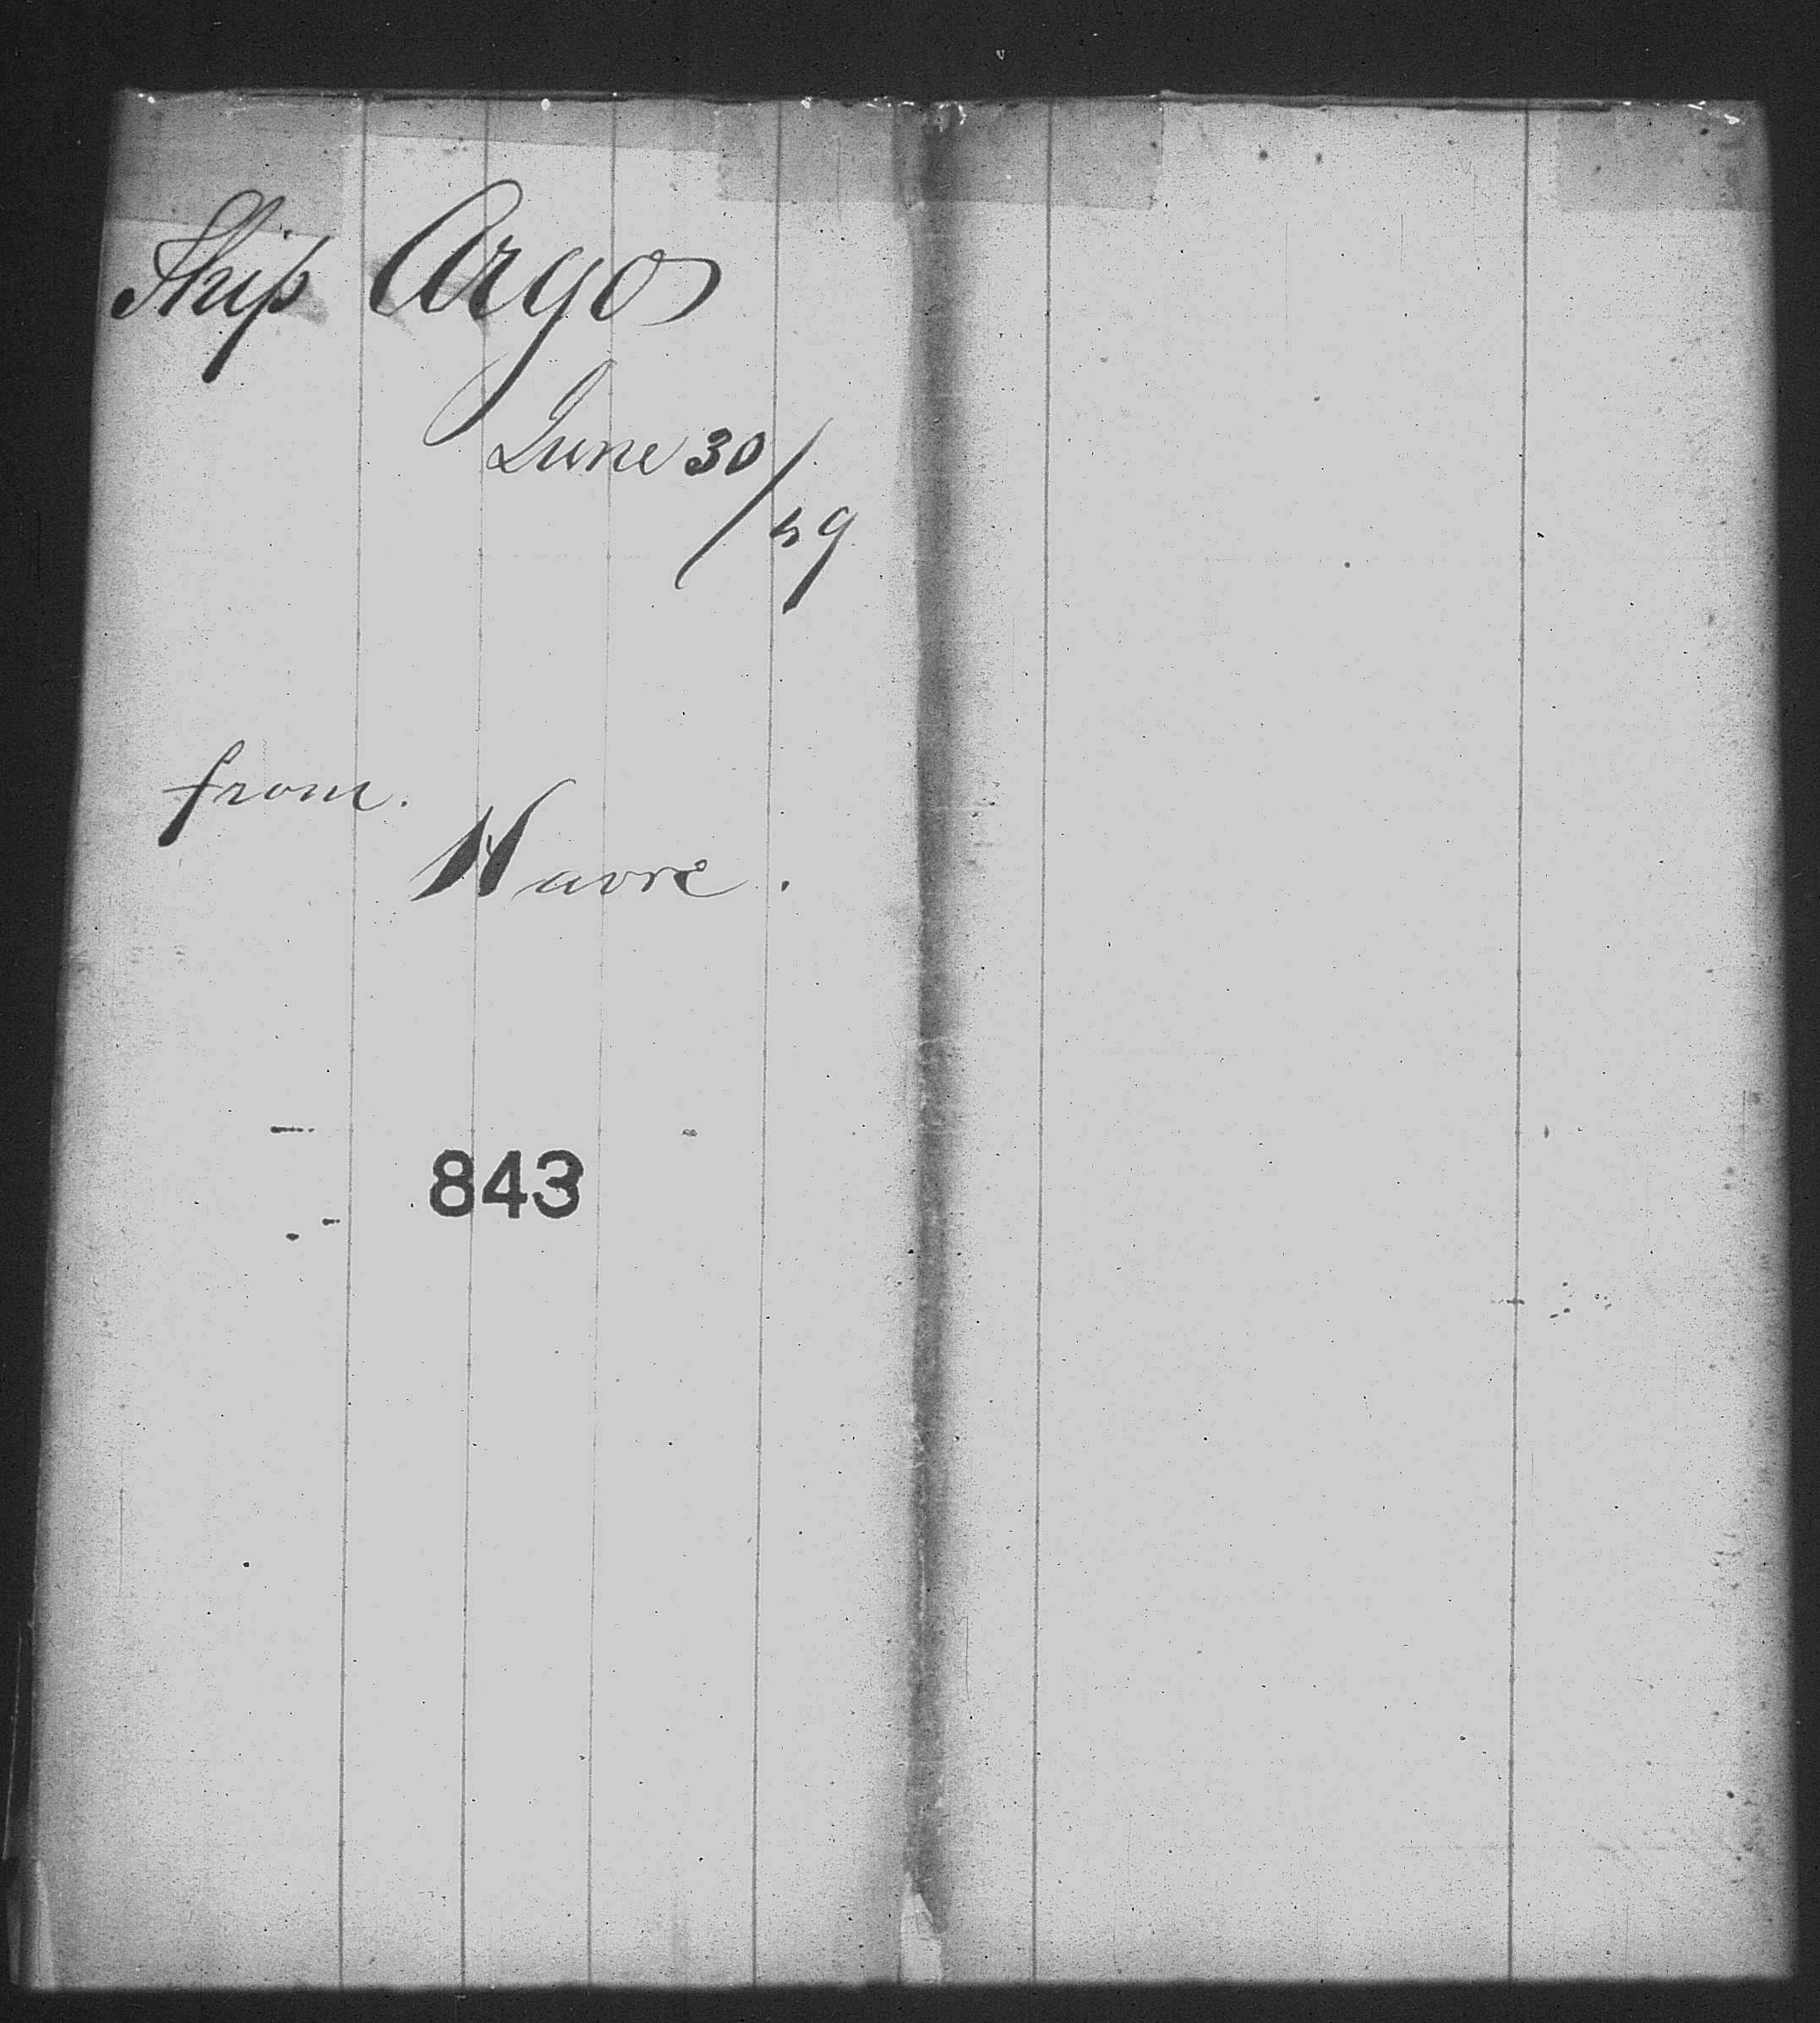 Ship Argo
June 30/49
from.
Havre.
843